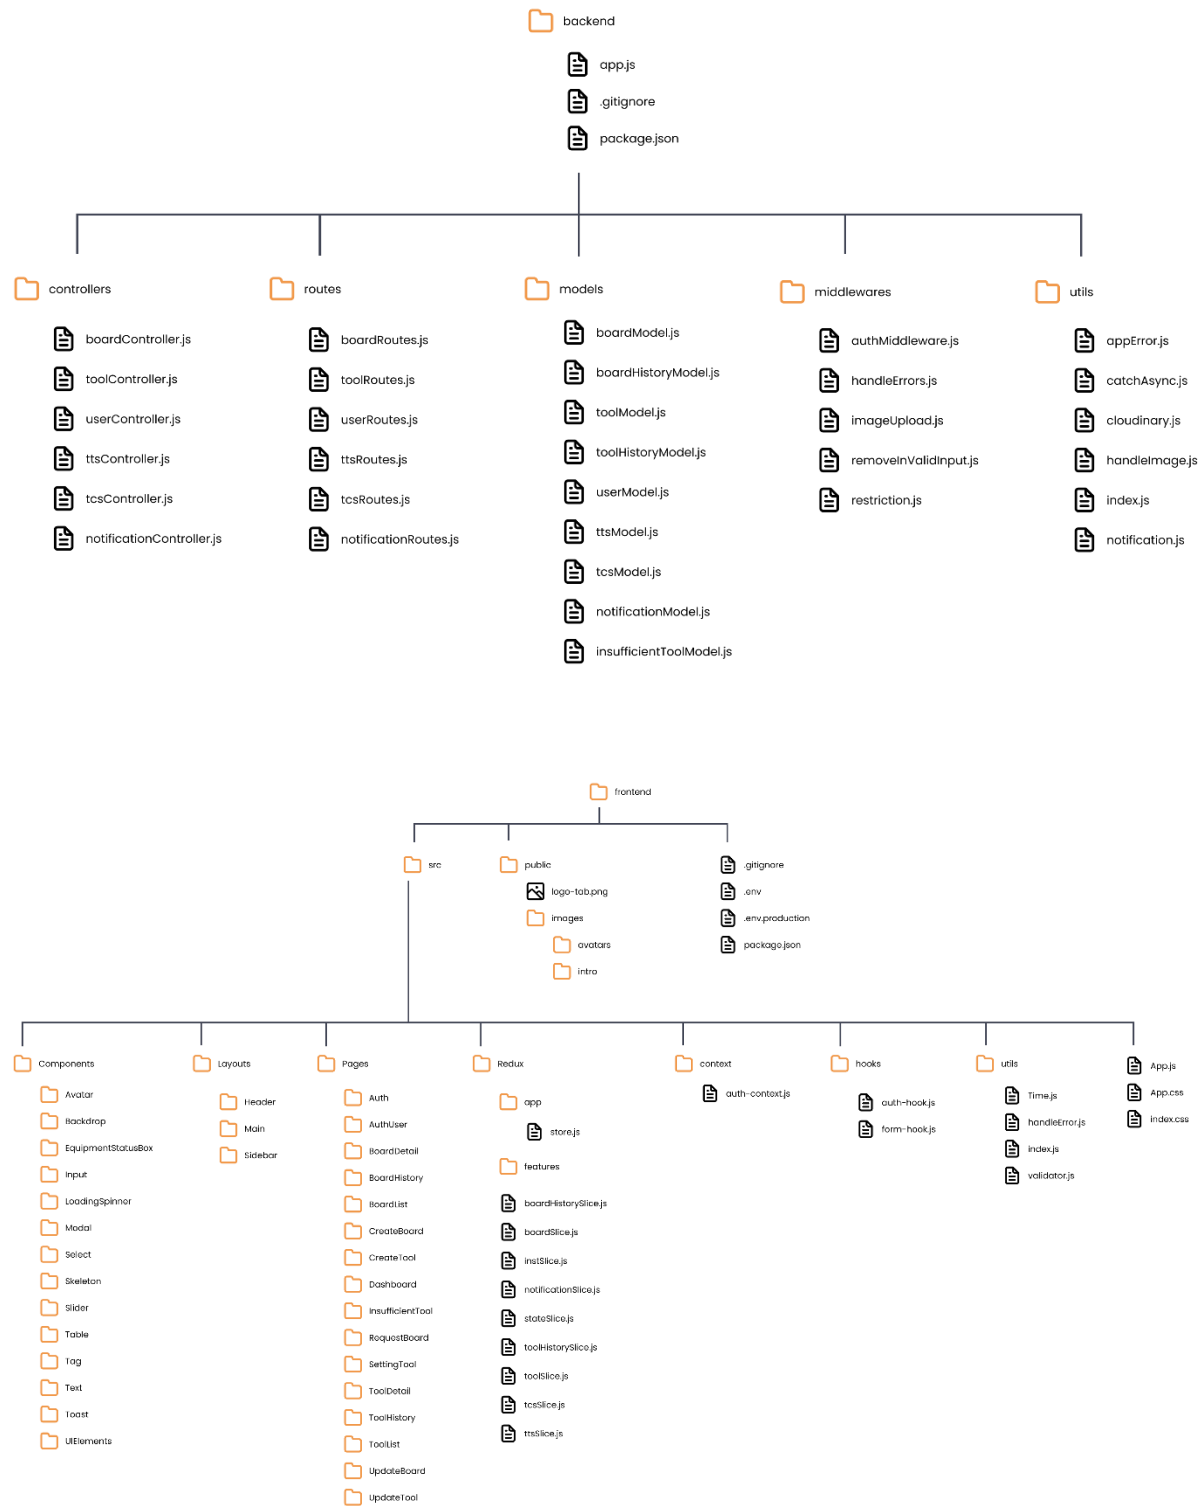 backend
app.js
.gitignore
package.json
controllers
boardController.js
toolController.js
userController.js
ttsController.js
tcsController.js
notificationController.js
routes
boardRoutes.js
toolRoutes.js
userRoutes.js
ttsRoutes.js
tcsRoutes.js
notificationRoutes.js
models
boardModel.js
boardHistoryModel.js
toolModel.js
toolHistoryModel.js
userModel.js
ttsModel.js
tcsModel.js
notificationModel.js
insufficientToolModel.js
middlewares
authMiddleware.js
handleErrors.js
imageUpload.js
removeInValidInput.js
restriction.js
utils
appError.js
catchAsync.js
cloudinary.js
handleImage.js
index.js
notification.js
frontend
src
public
logo-tab.png
images
avatars
intro
.gitignore
.env
.env.production
package.json
Components
Avatar
Backdrop
EquipmentStatusBox
Input
LoadingSpinner
Modal
Select
Skeleton
Slider
Table
Tag
Text
Toast
UIElements
Layouts
Header
Main
Sidebar
Pages
Auth
AuthUser
BoardDetail
BoardHistory
BoardList
CreateBoard
CreateTool
Dashboard
InsufficientTool
RequestBoard
SettingTool
ToolDetail
ToolHistory
ToolList
UpdateBoard
UpdateTool
Redux
app
store.js
features
boardHistorySlice.js
boardSlice.js
instSlice.js
notificationSlice.js
stateSlice.js
toolHistorySlice.js
toolSlice.js
tcsSlice.js
ttsSlice.js
context
auth-context.js
hooks
auth-hook.js
form-hook.js
utils
Time.js
handleError.js
index.js
validator.js
App.js
App.css
index.css